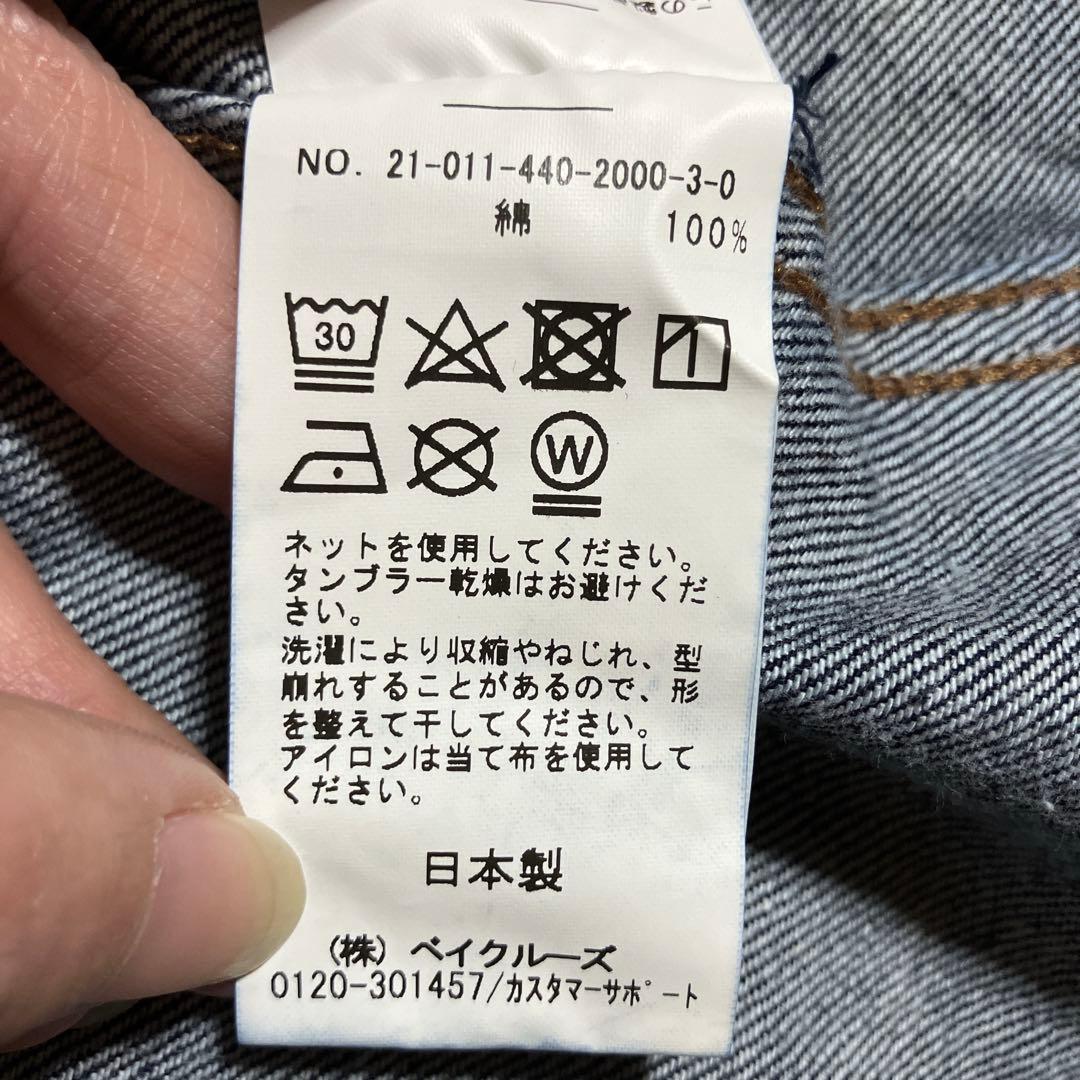 NO. 21-011-440-2000-3-0
綿 100%
30
W
ネットを使用してください。
タンブラー乾燥はお避けくだ
さい。
洗濯により収縮やねじれ、型
崩れすることがあるので、形
を整えて干してください。
アイロンは当て布を使用して
ください。
日本製
(株) ベイクルーズ
0120-301457/カスタマーサポート